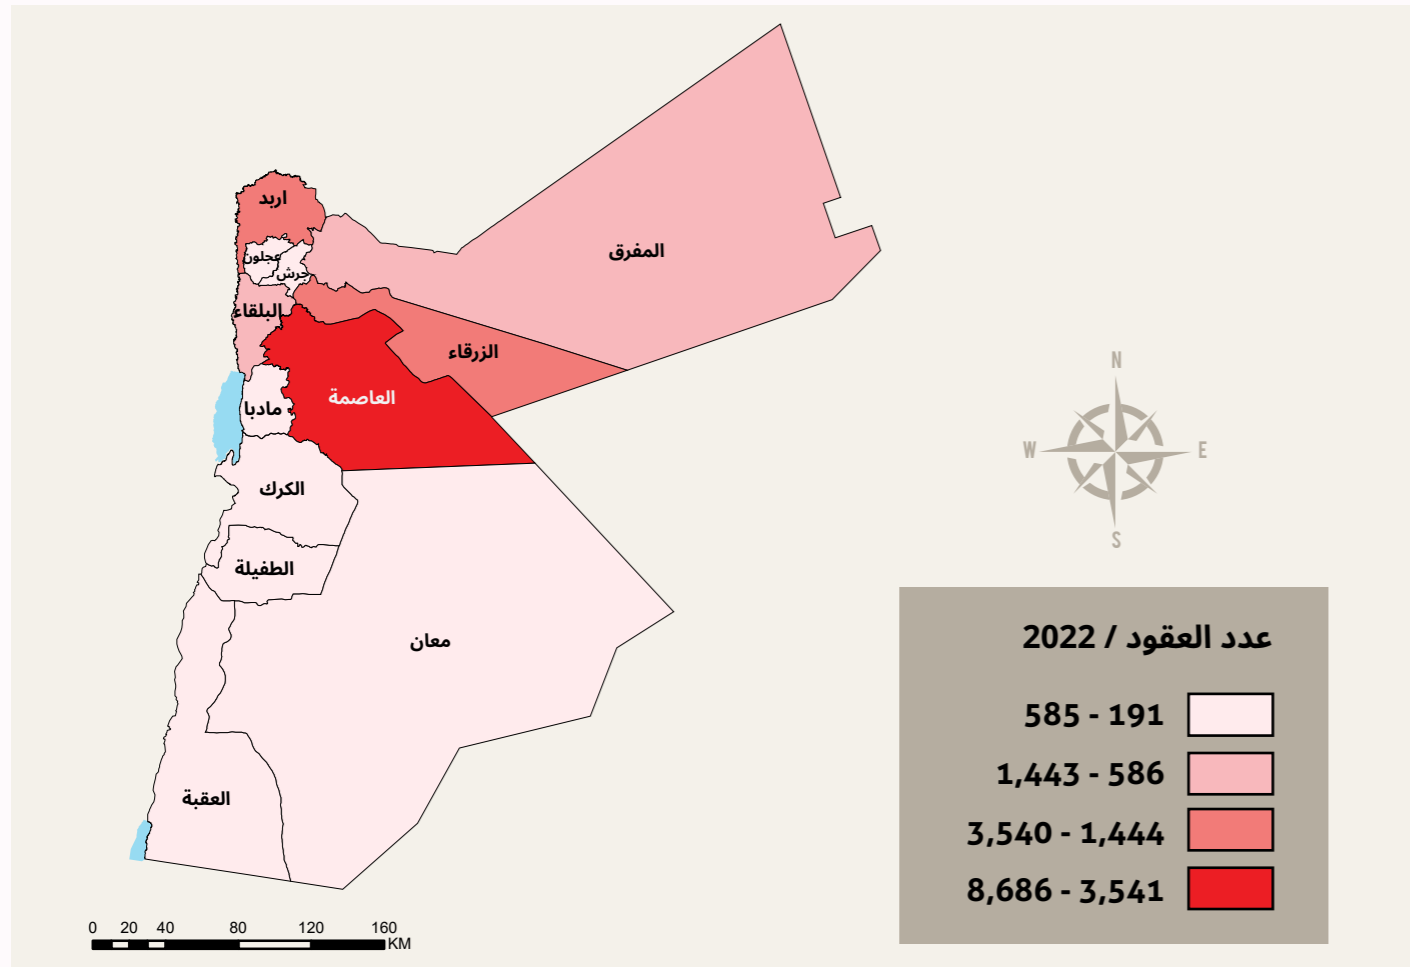 اربد
عجلون
جرش
المفرق
البلقاء
الزرقاء
العاصمة
مادبا
الكرك
الطفيلة
معان
العقبة
N
W
E
S
عدد العقود / 2022
191 - 585
586 - 1,443
1,444 - 3,540
3,541 - 8,686
0 20 40 80 120 160
KM